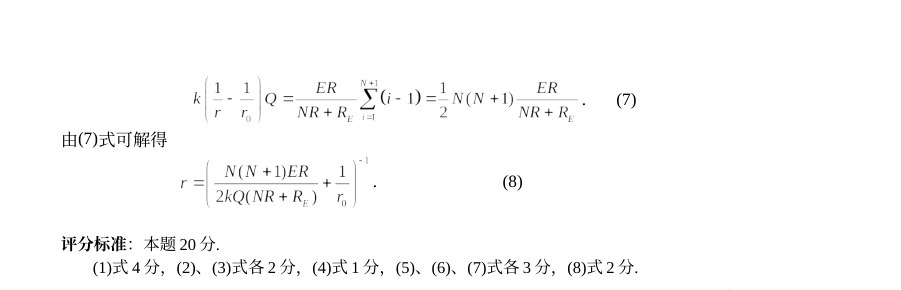 k(1/r - 1/r₀)Q = ER/(NR + R_E) ∑_{i=1}^{N+1}(i - 1) = 1/2 N(N + 1) ER/(NR + R_E) . (7)
由(7)式可解得
r = (N(N + 1)ER/(2kQ(NR + R_E)) + 1/r₀)^{-1} . (8)
评分标准：本题 20 分.
(1)式 4 分，(2)、(3)式各 2 分，(4)式 1 分，(5)、(6)、(7)式各 3 分，(8)式 2 分.